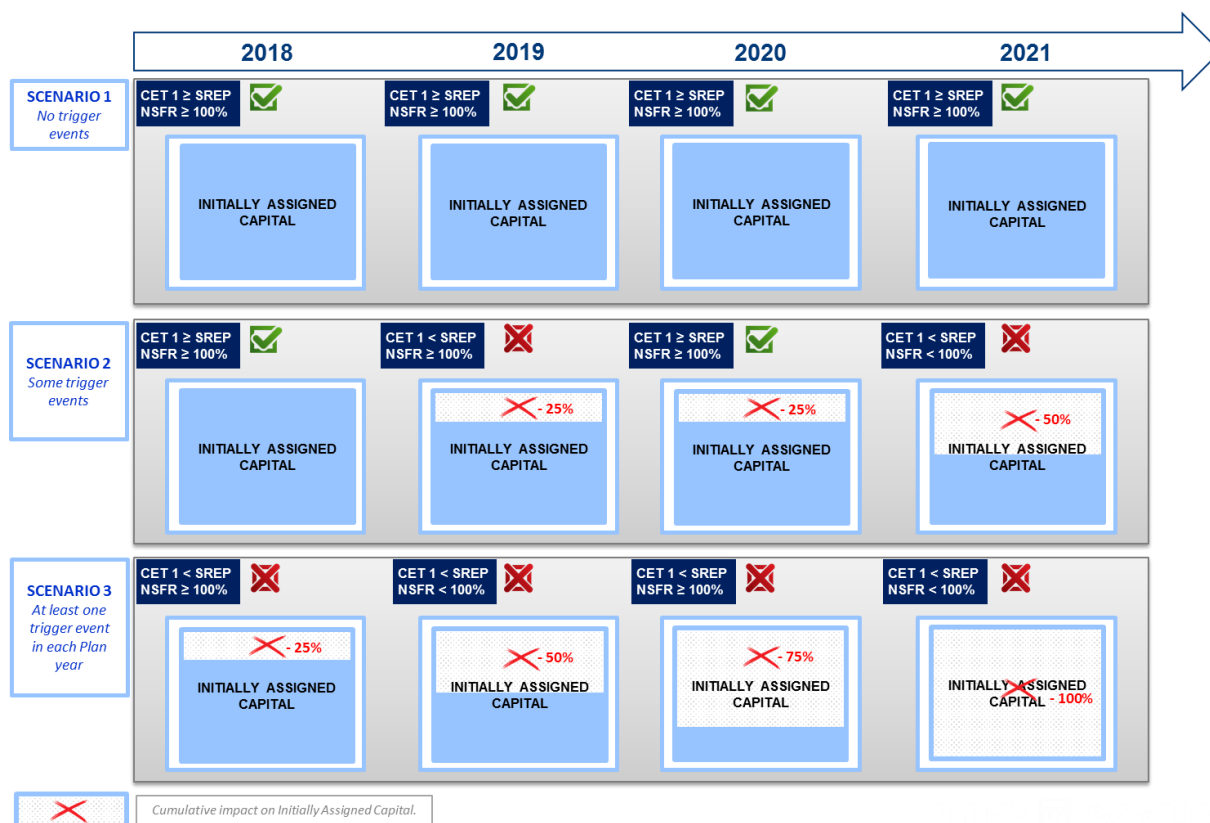 2018 2019 2020 2021
SCENARIO 1
No trigger
events
CET 1 ≥ SREP
NSFR ≥ 100%
CET 1 ≥ SREP
NSFR ≥ 100%
CET 1 ≥ SREP
NSFR ≥ 100%
CET 1 ≥ SREP
NSFR ≥ 100%
INITIALLY ASSIGNED
CAPITAL
INITIALLY ASSIGNED
CAPITAL
INITIALLY ASSIGNED
CAPITAL
INITIALLY ASSIGNED
CAPITAL
SCENARIO 2
Some trigger
events
CET 1 ≥ SREP
NSFR ≥ 100%
CET 1 < SREP
NSFR ≥ 100%
CET 1 ≥ SREP
NSFR ≥ 100%
CET 1 < SREP
NSFR < 100%
INITIALLY ASSIGNED
CAPITAL
- 25%
INITIALLY ASSIGNED
CAPITAL
- 25%
INITIALLY ASSIGNED
CAPITAL
- 50%
INITIALLY ASSIGNED
CAPITAL
SCENARIO 3
At least one
trigger event
in each Plan
year
CET 1 < SREP
NSFR ≥ 100%
CET 1 < SREP
NSFR < 100%
CET 1 < SREP
NSFR ≥ 100%
CET 1 < SREP
NSFR < 100%
- 25%
INITIALLY ASSIGNED
CAPITAL
- 50%
INITIALLY ASSIGNED
CAPITAL
- 75%
INITIALLY ASSIGNED
CAPITAL
INITIALLY ASSIGNED
CAPITAL
- 100%
Cumulative impact on Initially Assigned Capital.